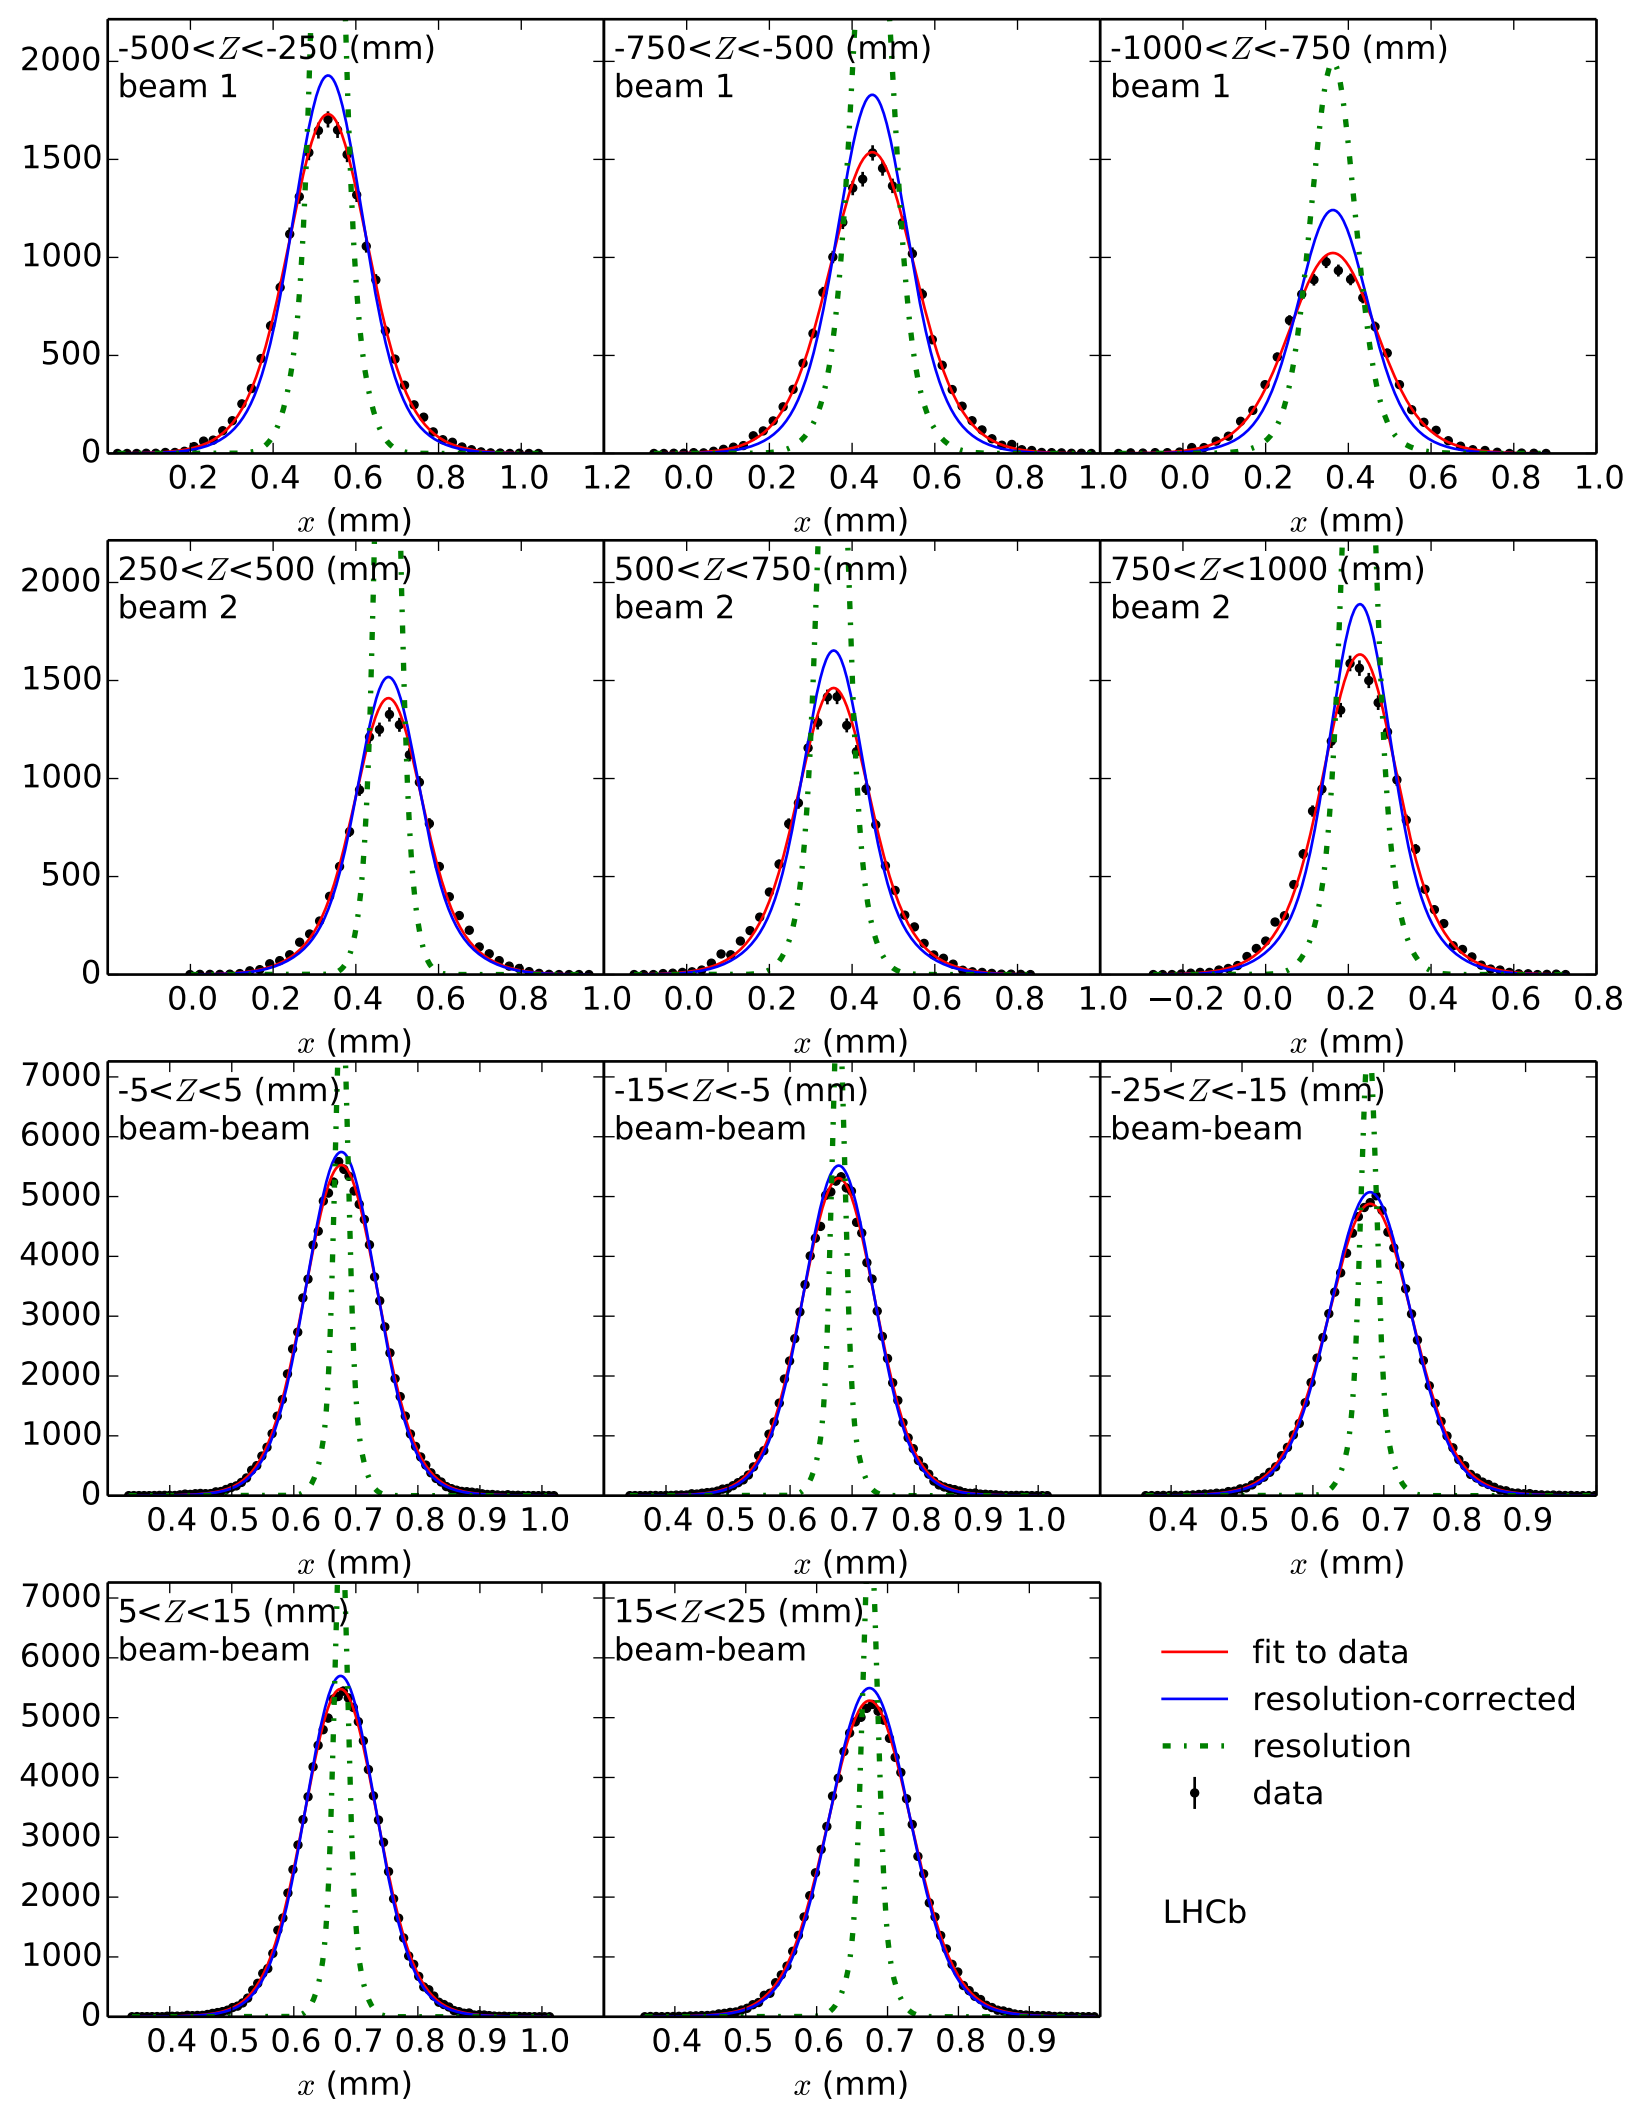 -500<Z<-250 (mm)
beam 1
-750<Z<-500 (mm)
beam 1
-1000<Z<-750 (mm)
beam 1
2000
1500
1000
500
0
0.2 0.4 0.6 0.8 1.0 1.2
0.0 0.2 0.4 0.6 0.8 1.0
0.0 0.2 0.4 0.6 0.8 1.0
x (mm)
x (mm)
x (mm)
250<Z<500 (mm)
beam 2
500<Z<750 (mm)
beam 2
750<Z<1000 (mm)
beam 2
2000
1500
1000
500
0
0.0 0.2 0.4 0.6 0.8 1.0
0.0 0.2 0.4 0.6 0.8 1.0
−0.2 0.0 0.2 0.4 0.6 0.8
x (mm)
x (mm)
x (mm)
-5<Z<5 (mm)
beam-beam
-15<Z<-5 (mm)
beam-beam
-25<Z<-15 (mm)
beam-beam
7000
6000
5000
4000
3000
2000
1000
0
0.4 0.5 0.6 0.7 0.8 0.9 1.0
0.4 0.5 0.6 0.7 0.8 0.9 1.0
0.4 0.5 0.6 0.7 0.8 0.9
x (mm)
x (mm)
x (mm)
5<Z<15 (mm)
beam-beam
15<Z<25 (mm)
beam-beam
7000
6000
5000
4000
3000
2000
1000
0
0.4 0.5 0.6 0.7 0.8 0.9 1.0
0.4 0.5 0.6 0.7 0.8 0.9
x (mm)
x (mm)
fit to data
resolution-corrected
resolution
data
LHCb